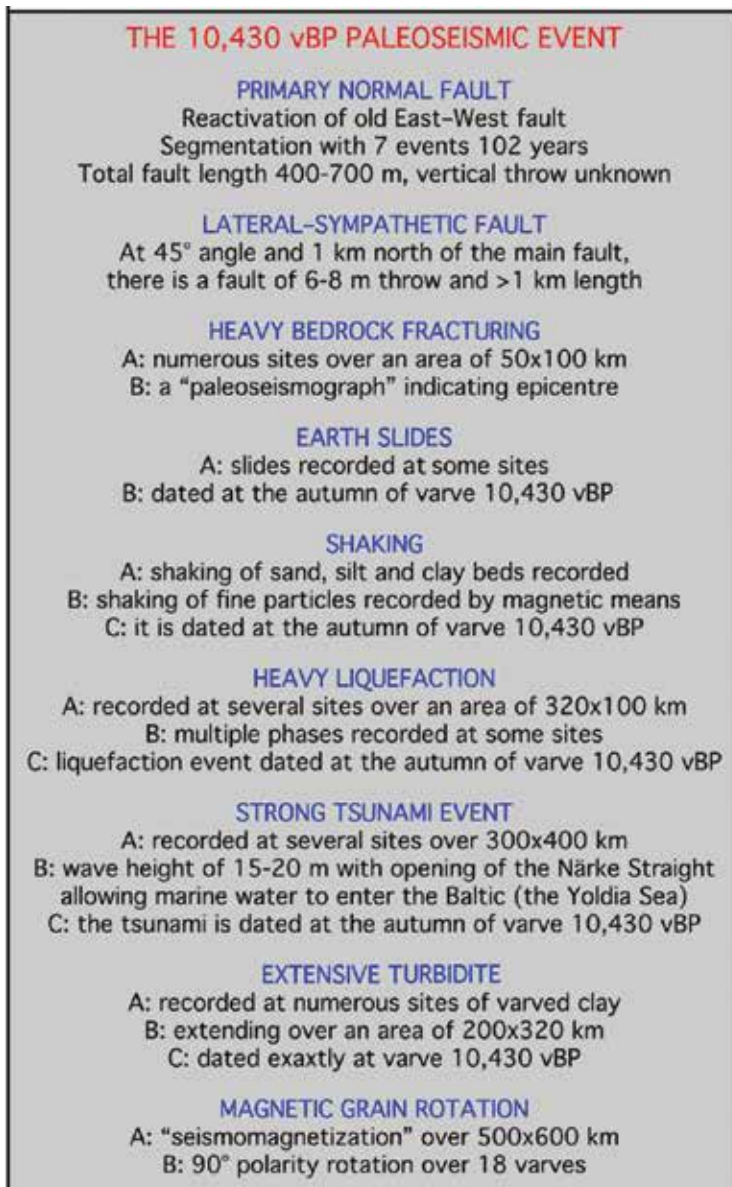 THE 10,430 vBP PALEOSEISMIC EVENT
PRIMARY NORMAL FAULT
Reactivation of old East-West fault
Segmentation with 7 events 102 years
Total fault length 400-700 m, vertical throw unknown
LATERAL-SYMPATHETIC FAULT
At 45° angle and 1 km north of the main fault,
there is a fault of 6-8 m throw and >1 km length
HEAVY BEDROCK FRACTURING
A: numerous sites over an area of 50x100 km
B: a “paleoseismograph” indicating epicentre
EARTH SLIDES
A: slides recorded at some sites
B: dated at the autumn of varve 10,430 vBP
SHAKING
A: shaking of sand, silt and clay beds recorded
B: shaking of fine particles recorded by magnetic means
C: it is dated at the autumn of varve 10,430 vBP
HEAVY LIQUEFACTION
A: recorded at several sites over an area of 320x100 km
B: multiple phases recorded at some sites
C: liquefaction event dated at the autumn of varve 10,430 vBP
STRONG TSUNAMI EVENT
A: recorded at several sites over 300x400 km
B: wave height of 15-20 m with opening of the Närke Straight
allowing marine water to enter the Baltic (the Yoldia Sea)
C: the tsunami is dated at the autumn of varve 10,430 vBP
EXTENSIVE TURBIDITE
A: recorded at numerous sites of varved clay
B: extending over an area of 200x320 km
C: dated exaxtly at varve 10,430 vBP
MAGNETIC GRAIN ROTATION
A: “seismomagnetization” over 500x600 km
B: 90° polarity rotation over 18 varves